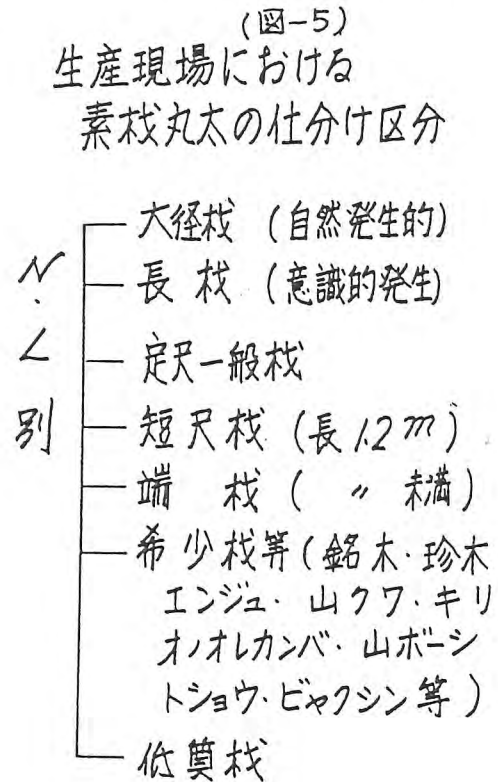 (図-5)
生産現場における
素材丸太の仕分け区分
N・L別
大径材 (自然発生的)
長材 (意識的発生)
定尺一般材
短尺材 (長1.2m)
端材 ( 〃 未満)
希少材等(銘木・珍木
エンジュ・山クワ・キリ
オノオレカンバ・山ボーシ
トショウ・ビャクシン等)
低質材